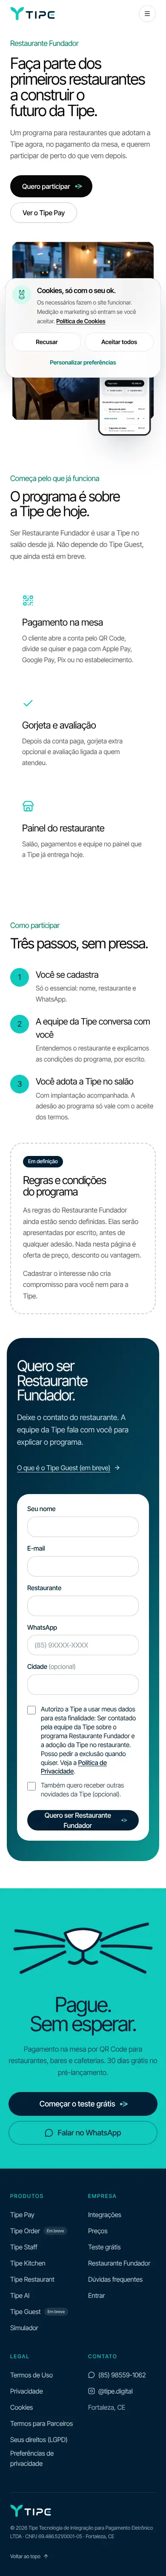 TIPE
Restaurante Fundador
Faça parte dos
primeiros restaurantes
a construir o
futuro da Tipe.
Um programa para restaurantes que adotam a
Tipe agora, no pagamento da mesa, e querem
participar de perto do que vem depois.
Quero participar
Ver o Tipe Pay
Cookies, só com o seu ok.
Os necessários fazem o site funcionar.
Medição e marketing só entram se você
aceitar. Política de Cookies
Recusar
Aceitar todos
Personalizar preferências
Começa pelo que já funciona
O programa é sobre
a Tipe de hoje.
Ser Restaurante Fundador é usar a Tipe no
salão desde já. Não depende do Tipe Guest,
que ainda está em breve.
Pagamento na mesa
O cliente abre a conta pelo QR Code,
divide se quiser e paga com Apple Pay,
Google Pay, Pix ou no estabelecimento.
Gorjeta e avaliação
Depois da conta paga, gorjeta extra
opcional e avaliação ligada a quem
atendeu.
Painel do restaurante
Salão, pagamentos e equipe no painel que
a Tipe já entrega hoje.
Como participar
Três passos, sem pressa.
1
Você se cadastra
Só o essencial: nome, restaurante e
WhatsApp.
2
A equipe da Tipe conversa com
você
Entendemos o restaurante e explicamos
as condições do programa, por escrito.
3
Você adota a Tipe no salão
Com implantação acompanhada. A
adesão ao programa só vale com o aceite
dos termos.
Em definição
Regras e condições
do programa
As regras do Restaurante Fundador
ainda estão sendo definidas. Elas serão
apresentadas por escrito, antes de
qualquer adesão. Nada nesta página é
oferta de preço, desconto ou vantagem.
Cadastrar o interesse não cria
compromisso para você nem para a
Tipe.
Quero ser
Restaurante
Fundador.
Deixe o contato do restaurante. A
equipe da Tipe fala com você para
explicar o programa.
O que é o Tipe Guest (em breve)
Seu nome
E-mail
Restaurante
WhatsApp
(85) 9XXXX-XXXX
Cidade (opcional)
Autorizo a Tipe a usar meus dados
para esta finalidade: Ser contatado
pela equipe da Tipe sobre o
programa Restaurante Fundador e
a adoção da Tipe no restaurante.
Posso pedir a exclusão quando
quiser. Veja a Política de
Privacidade.
Também quero receber outras
novidades da Tipe (opcional).
Quero ser Restaurante
Fundador
Pague.
Sem esperar.
Pagamento na mesa por QR Code para
restaurantes, bares e cafeterias. 30 dias grátis no
pré-lançamento.
Começar o teste grátis
Falar no WhatsApp
PRODUTOS
Tipe Pay
Tipe Order Em breve
Tipe Staff
Tipe Kitchen
Tipe Restaurant
Tipe AI
Tipe Guest Em breve
Simulador
EMPRESA
Integrações
Preços
Teste grátis
Restaurante Fundador
Dúvidas frequentes
Entrar
LEGAL
Termos de Uso
Privacidade
Cookies
Termos para Parceiros
Seus direitos (LGPD)
Preferências de
privacidade
CONTATO
(85) 98559-1062
@tipe.digital
Fortaleza, CE
TIPE
© 2026 Tipe Tecnologia de Integração para Pagamento Eletrônico
LTDA · CNPJ 69.486.521/0001-05 · Fortaleza, CE
Voltar ao topo